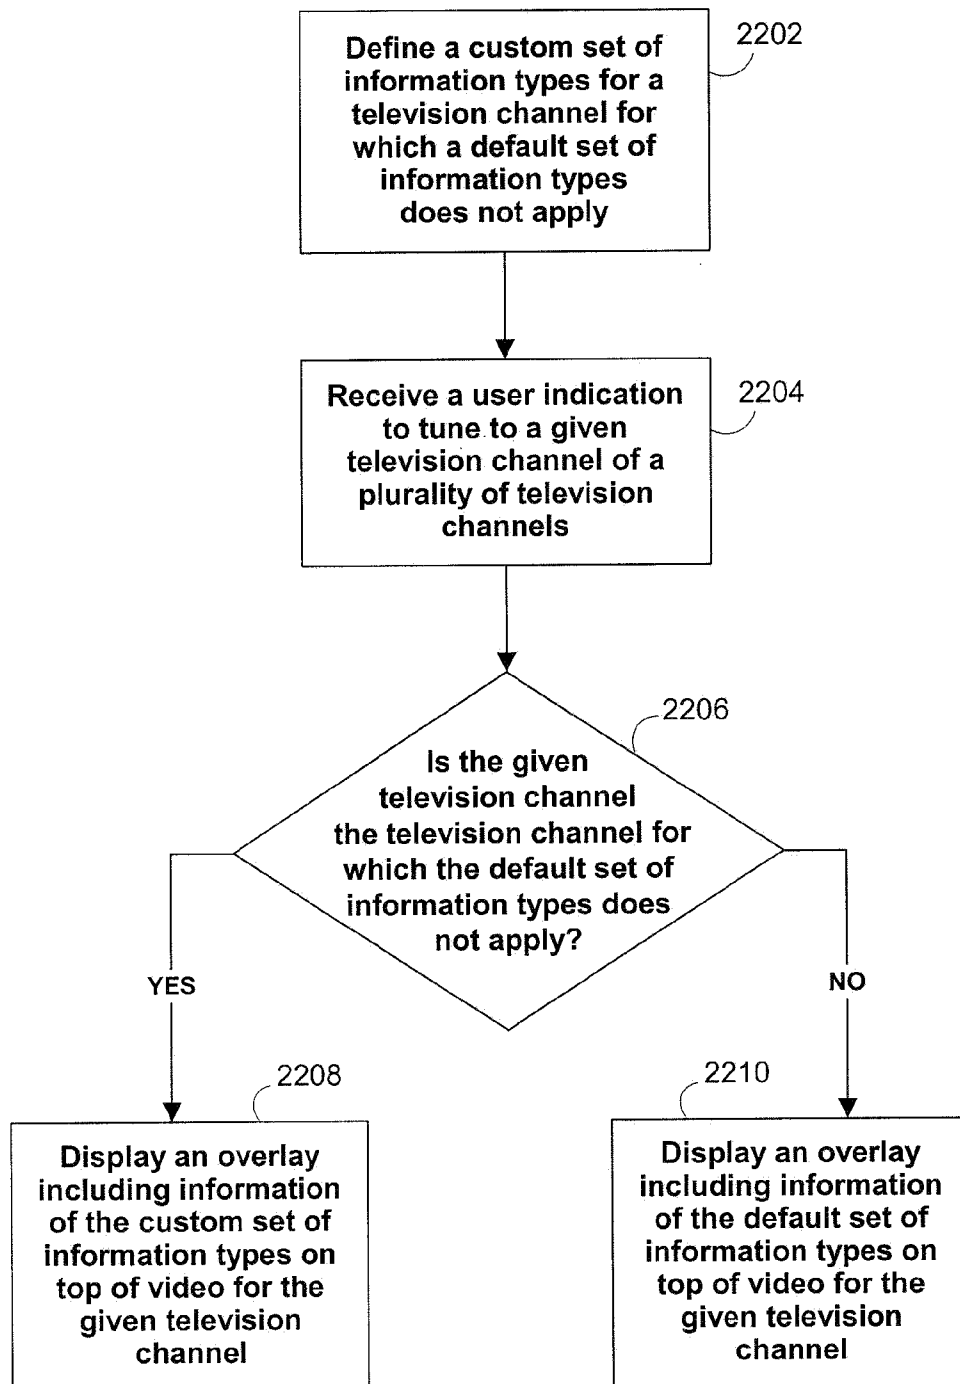 Define a custom set of
information types for a
television channel for
which a default set of
information types
does not apply
2202
Receive a user indication
to tune to a given
television channel of a
plurality of television
channels
2204
2206
Is the given
television channel
the television channel for
which the default set of
information types does
not apply?
YES
NO
2208
Display an overlay
including information
of the custom set of
information types on
top of video for the
given television
channel
2210
Display an overlay
including information
of the default set of
information types on
top of video for the
given television
channel